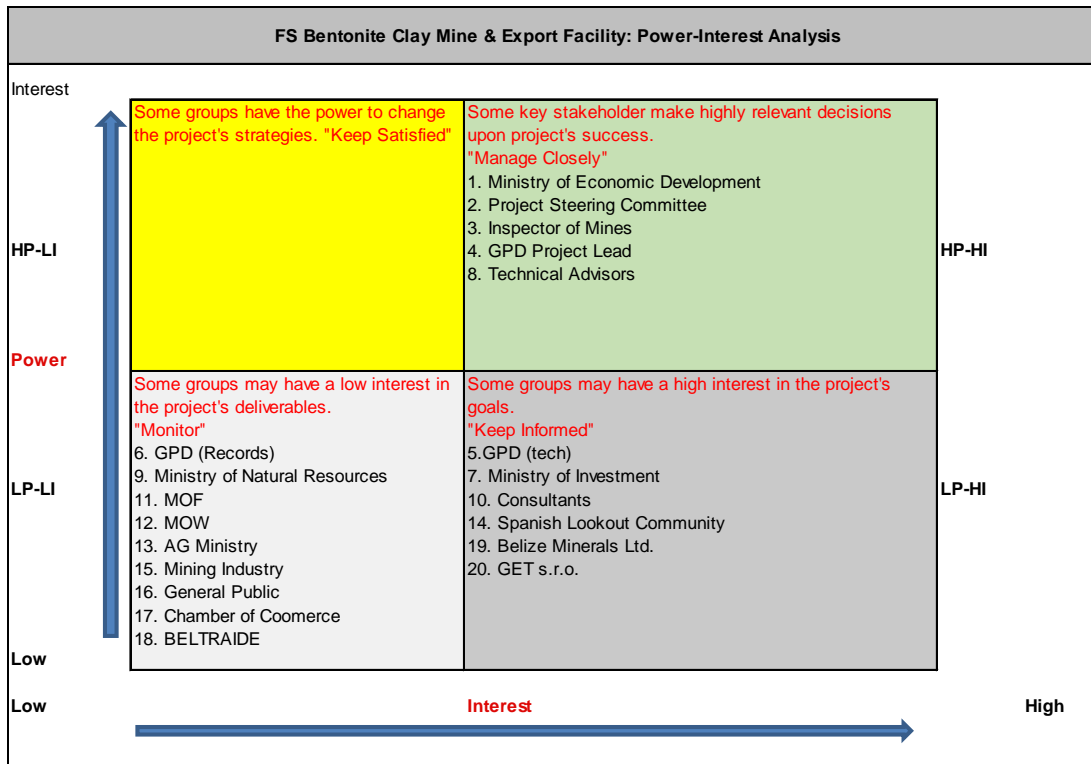 FS Bentonite Clay Mine & Export Facility: Power-Interest Analysis
Interest
Some groups have the power to change
the project's strategies. "Keep Satisfied"
Some key stakeholder make highly relevant decisions
upon project's success.
"Manage Closely"
1. Ministry of Economic Development
2. Project Steering Committee
3. Inspector of Mines
4. GPD Project Lead
8. Technical Advisors
HP-LI
HP-HI
Power
Some groups may have a low interest in
the project's deliverables.
"Monitor"
6. GPD (Records)
9. Ministry of Natural Resources
11. MOF
12. MOW
13. AG Ministry
15. Mining Industry
16. General Public
17. Chamber of Coomerce
18. BELTRAIDE
Some groups may have a high interest in the project's
goals.
"Keep Informed"
5.GPD (tech)
7. Ministry of Investment
10. Consultants
14. Spanish Lookout Community
19. Belize Minerals Ltd.
20. GET s.r.o.
LP-LI
LP-HI
Low
Low
Interest
High